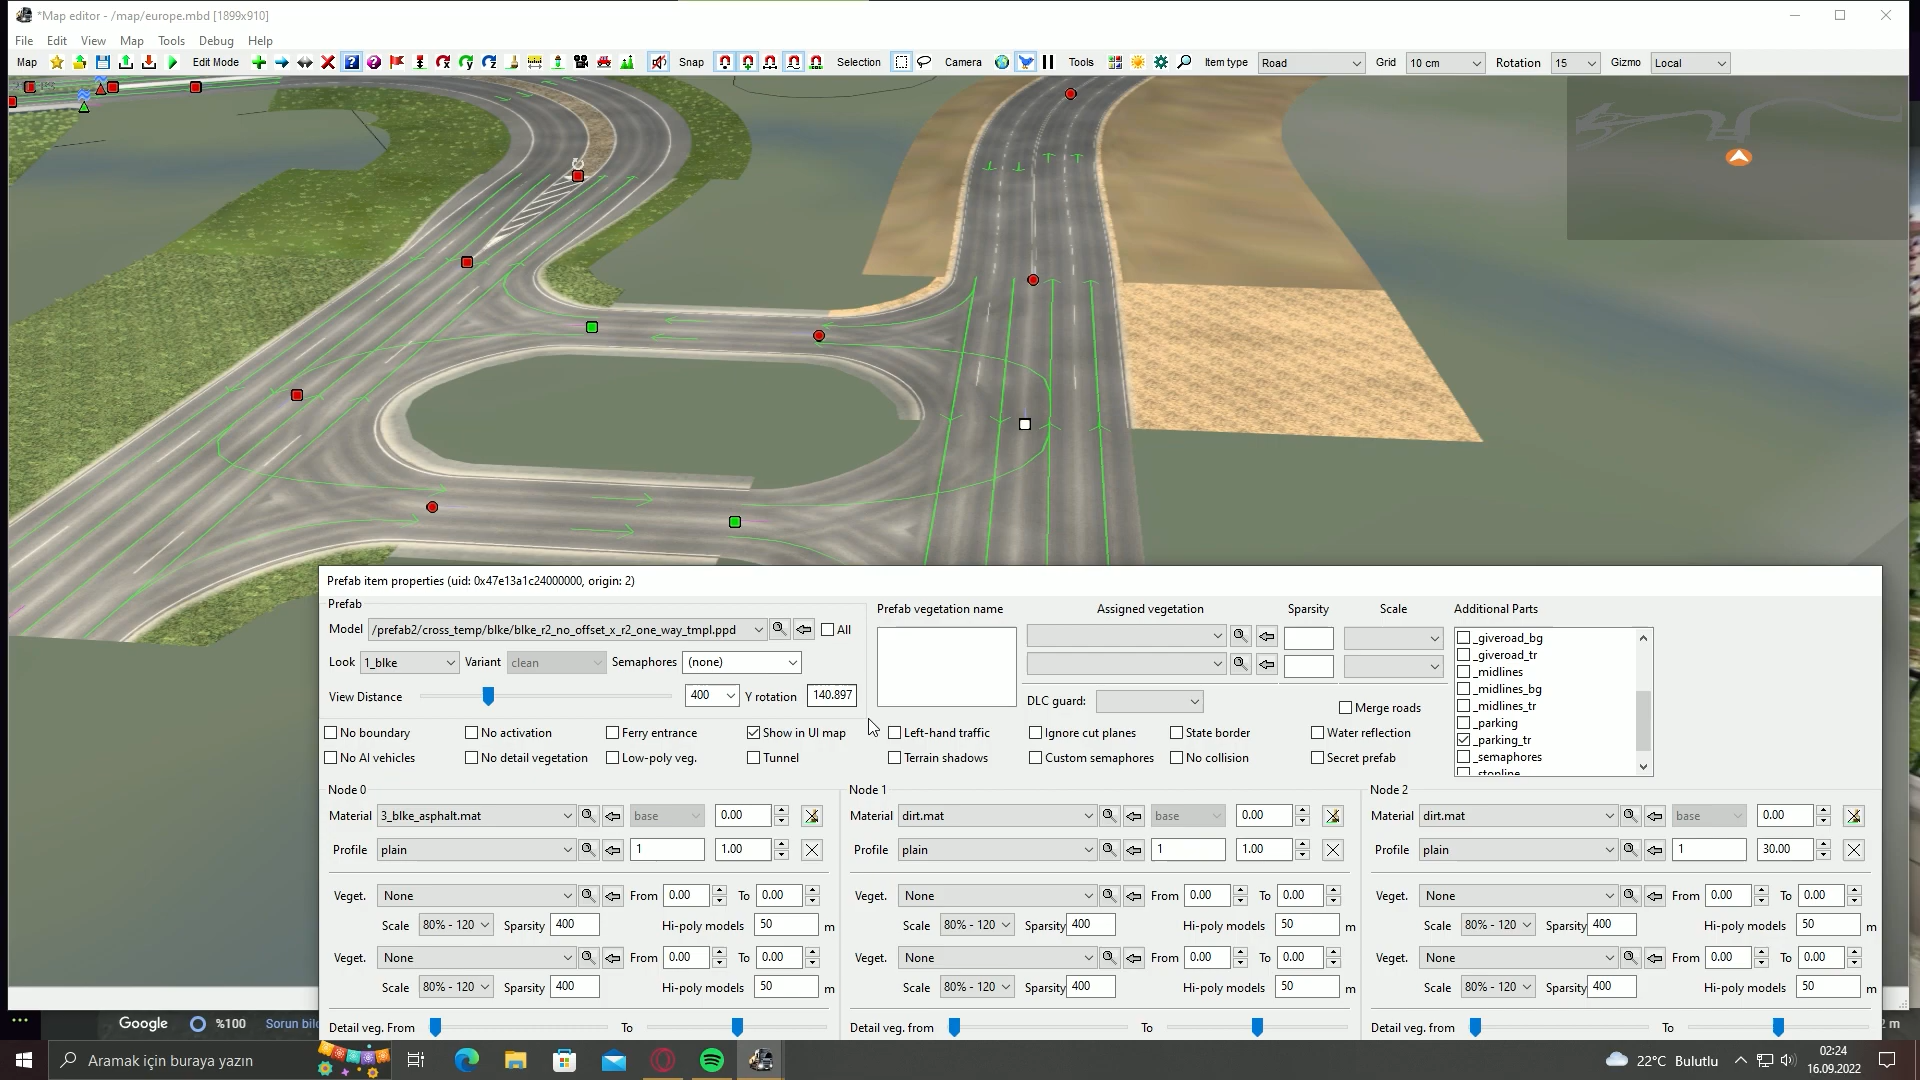 *Map editor - /map/europe.mbd [1899x910]
File Edit View Map Tools Debug Help
Map Edit Mode Snap Selection Camera Tools Item type Road Grid 10 cm Rotation 15 Gizmo Local
Prefab item properties (uid: 0x47e13a1c24000000, origin: 2)
Prefab
Model /prefab2/cross_temp/blke/blke_r2_no_offset_x_r2_one_way_tmpl.ppd All
Look 1_blke Variant clean Semaphores (none)
View Distance 400 Y rotation 140.897
Prefab vegetation name Assigned vegetation Sparsity Scale Additional Parts
DLC guard: Merge roads
_giveroad_bg
_giveroad_tr
_midlines
_midlines_bg
_midlines_tr
_parking
_parking_tr
_semaphores
_stopline
No boundary No activation Ferry entrance Show in UI map Left-hand traffic Ignore cut planes State border Water reflection
No AI vehicles No detail vegetation Low-poly veg. Tunnel Terrain shadows Custom semaphores No collision Secret prefab
Node 0
Material 3_blke_asphalt.mat base 0.00
Profile plain 1 1.00
Veget. None From 0.00 To 0.00
Scale 80% - 120 Sparsity 400 Hi-poly models 50 m
Veget. None From 0.00 To 0.00
Scale 80% - 120 Sparsity 400 Hi-poly models 50 m
Detail veg. From To
Node 1
Material dirt.mat base 0.00
Profile plain 1 1.00
Veget. None From 0.00 To 0.00
Scale 80% - 120 Sparsity 400 Hi-poly models 50 m
Veget. None From 0.00 To 0.00
Scale 80% - 120 Sparsity 400 Hi-poly models 50 m
Detail veg. from To
Node 2
Material dirt.mat base 0.00
Profile plain 1 30.00
Veget. None From 0.00 To 0.00
Scale 80% - 120 Sparsity 400 Hi-poly models 50 m
Veget. None From 0.00 To 0.00
Scale 80% - 120 Sparsity 400 Hi-poly models 50 m
Detail veg. from To
Google %100 Sorun bil 2 m
Aramak için buraya yazın 22°C Bulutlu 02:24
16.09.2022